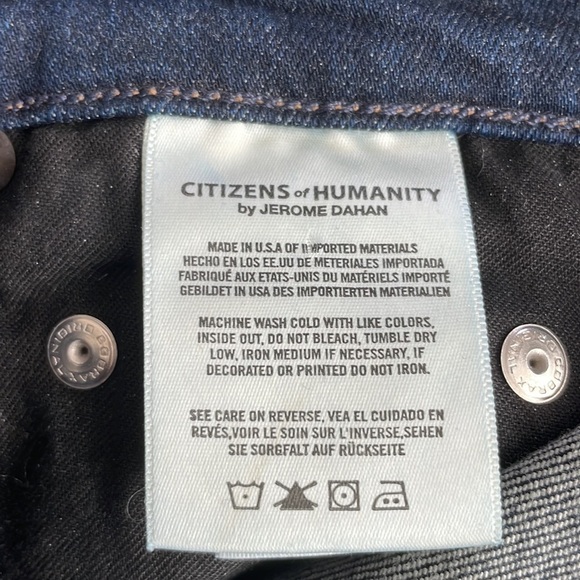 CITIZENS of HUMANITY
by JEROME DAHAN
MADE IN U.S.A OF IMPORTED MATERIALS
HECHO EN LOS EE.UU DE METERIALES IMPORTADA
FABRIQUÉ AUX ETATS-UNIS DU MATÉRIELS IMPORTÉ
GEBILDET IN USA DES IMPORTIERTEN MATERIALIEN
MACHINE WASH COLD WITH LIKE COLORS,
INSIDE OUT, DO NOT BLEACH, TUMBLE DRY
LOW, IRON MEDIUM IF NECESSARY, IF
DECORATED OR PRINTED DO NOT IRON.
SEE CARE ON REVERSE, VEA EL CUIDADO EN
REVÉS,VOIR LE SOIN SUR L'INVERSE,SEHEN
SIE SORGFALT AUF RÜCKSEITE